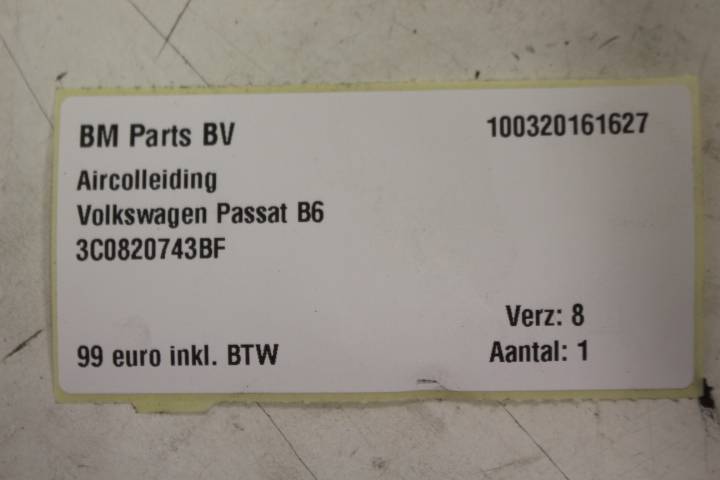 BM Parts BV 100320161627
Aircolleiding
Volkswagen Passat B6
3C0820743BF
Verz: 8
99 euro inkl. BTW Aantal: 1